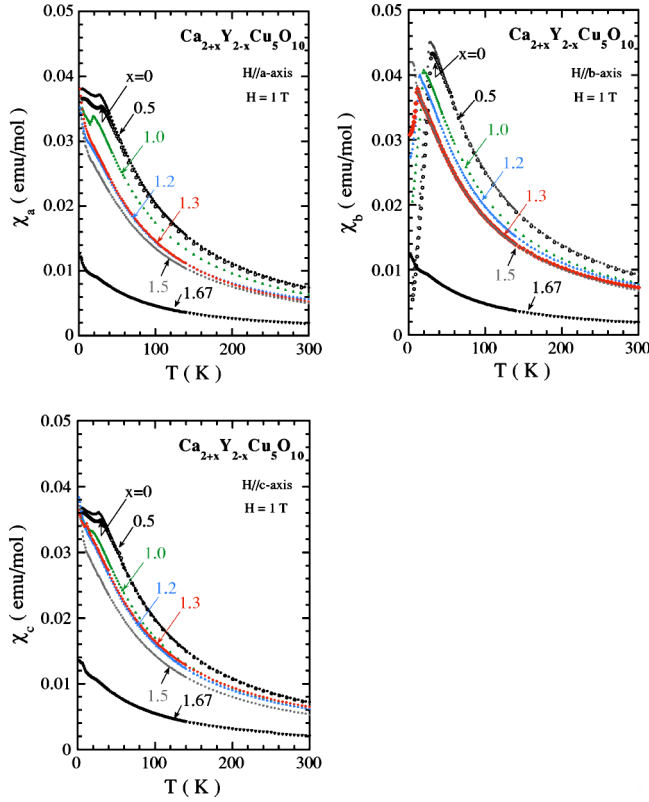 0.05
Ca2+xY2-xCu5O10
H//a-axis
H = 1 T
x=0
0.5
1.0
1.2
1.3
1.5
1.67
0.04
0.03
0.02
0.01
0
χa ( emu/mol )
0 100 200 300
T ( K )
0.05
Ca2+xY2-xCu5O10
H//b-axis
H = 1 T
x=0
0.5
1.0
1.2
1.3
1.5
1.67
0.04
0.03
0.02
0.01
0
χb ( emu/mol )
0 100 200 300
T ( K )
0.05
Ca2+xY2-xCu5O10
H//c-axis
H = 1 T
x=0
0.5
1.0
1.2
1.3
1.5
1.67
0.04
0.03
0.02
0.01
0
χc ( emu/mol )
0 100 200 300
T ( K )